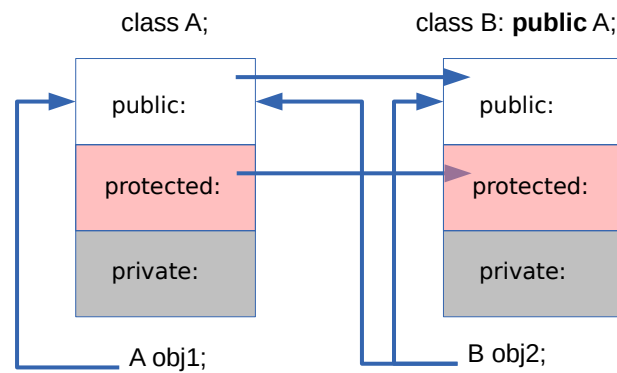 class A;
class B: public A;
public:
public:
protected:
protected:
private:
private:
A obj1;
B obj2;